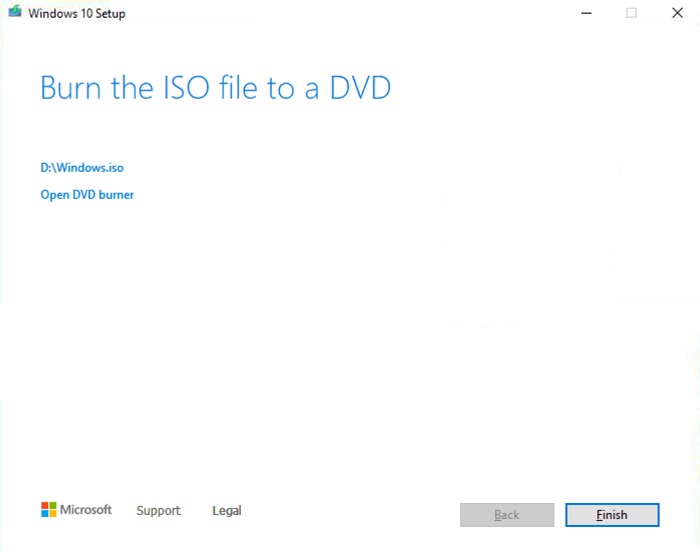 Windows 10 Setup
Burn the ISO file to a DVD
D:\Windows.iso
Open DVD burner
Microsoft Support Legal Back Finish